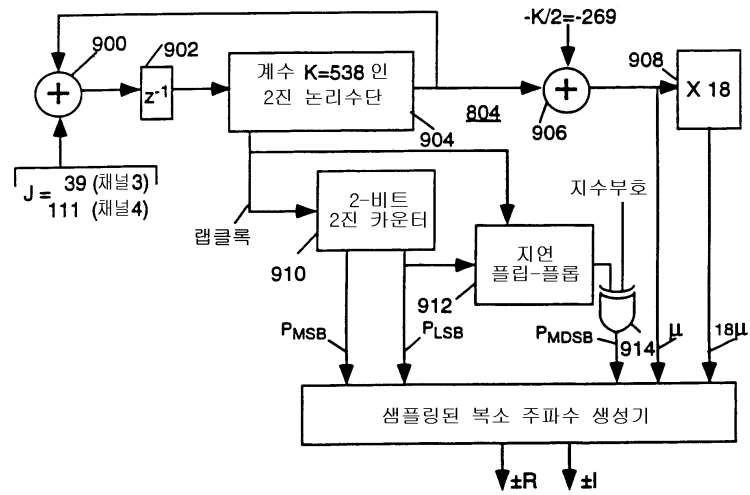 -K/2=-269
900
902
908
+
z⁻¹
계수 K=538 인
2진 논리수단
804
+
X 18
904
906
J= 39 (채널3)
111 (채널4)
랩클록
2-비트
2진 카운터
지수부호
910
지연
플립-플롭
912
PMSB
PLSB
PMDSB
914
μ
18μ
샘플링된 복소 주파수 생성기
±R
±I